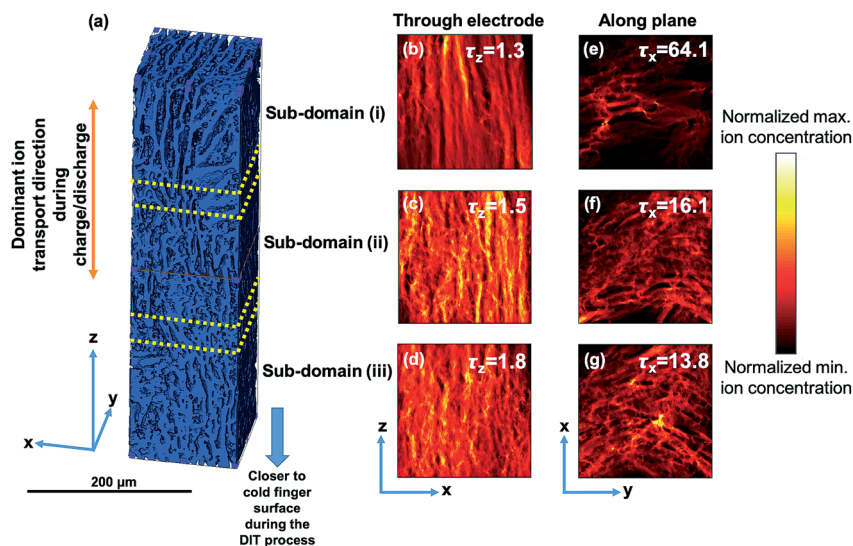 (a)
Dominant ion
transport direction
during
charge/discharge
z
y
x
200 μm
Sub-domain (i)
Sub-domain (ii)
Sub-domain (iii)
Closer to
cold finger
surface
during the
DIT process
Through electrode
(b)
τz=1.3
(c)
τz=1.5
(d)
τz=1.8
z
x
Along plane
(e)
τx=64.1
(f)
τx=16.1
(g)
τx=13.8
x
y
Normalized max.
ion concentration
Normalized min.
ion concentration